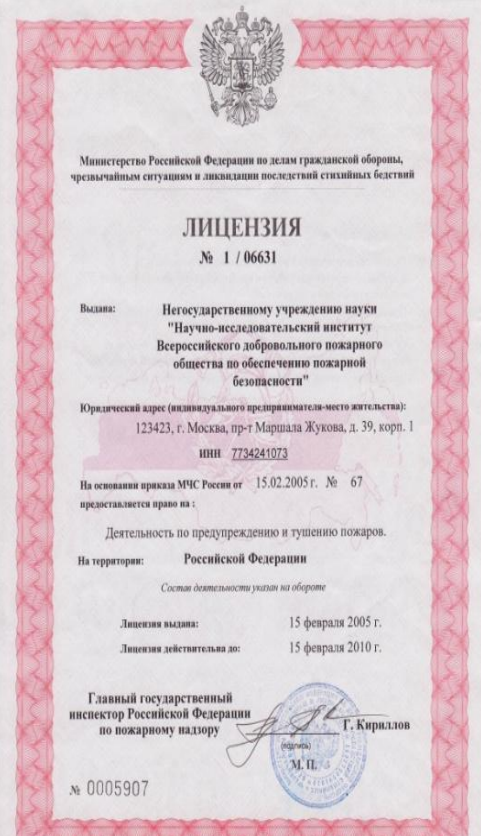 Министерство Российской Федерации по делам гражданской обороны,
чрезвычайным ситуациям и ликвидации последствий стихийных бедствий
ЛИЦЕНЗИЯ
№ 1 / 06631
Выдана: Негосударственному учреждению науки
"Научно-исследовательский институт
Всероссийского добровольного пожарного
общества по обеспечению пожарной
безопасности"
Юридический адрес (индивидуального предпринимателя-место жительства):
123423, г. Москва, пр-т Маршала Жукова, д. 39, корп. 1
ИНН 7734241073
На основании приказа МЧС России от 15.02.2005 г. № 67
предоставляется право на :
Деятельность по предупреждению и тушению пожаров.
На территории: Российской Федерации
Состав деятельности указан на обороте
Лицензия выдана: 15 февраля 2005 г.
Лицензия действительна до: 15 февраля 2010 г.
Главный государственный
инспектор Российской Федерации
по пожарному надзору
Г. Кириллов
(подпись)
М. П.
№ 0005907